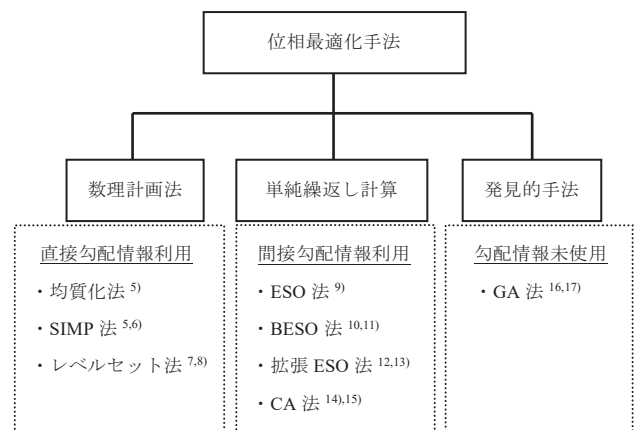 位相最適化手法
数理計画法
単純繰返し計算
発見的手法
直接勾配情報利用
・均質化法 5)
・SIMP 法 5,6)
・レベルセット法 7,8)
間接勾配情報利用
・ESO 法 9)
・BESO 法 10,11)
・拡張 ESO 法 12,13)
・CA 法 14),15)
勾配情報未使用
・GA 法 16,17)